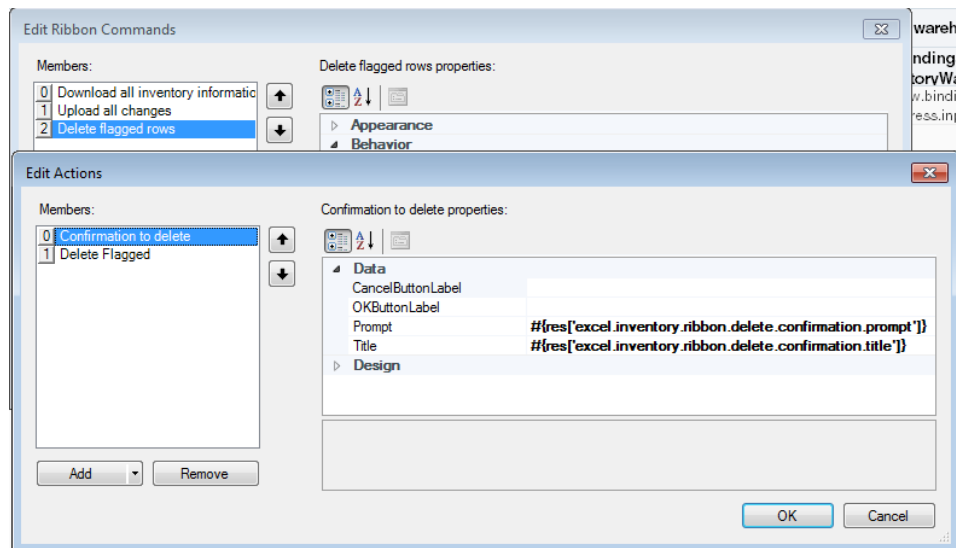 Edit Ribbon Commands
wareh
Members:
Delete flagged rows properties:
nding
0 Download all inventory informatic
1 Upload all changes
w.bindi
2 Delete flagged rows
Appearance
ress.inp
Behavior
Edit Actions
Members:
Confirmation to delete properties:
0 Confirmation to delete
1 Delete Flagged
Data
CancelButtonLabel
OKButtonLabel
Prompt #{res['excel.inventory.ribbon.delete.confirmation.prompt']}
Title #{res['excel.inventory.ribbon.delete.confirmation.title']}
Design
Add Remove
OK Cancel